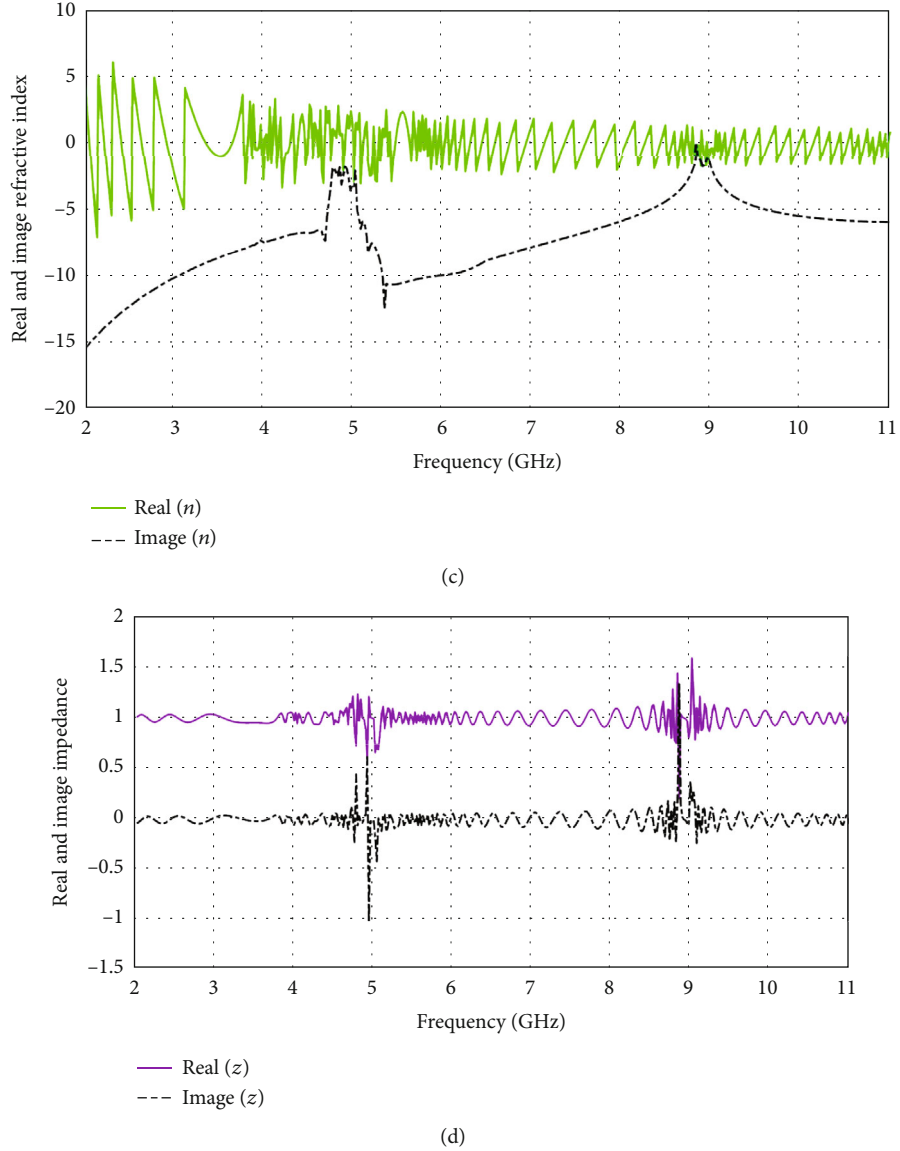 10
5
0
–5
–10
–15
–20
Real and image refractive index
2 3 4 5 6 7 8 9 10 11
Frequency (GHz)
Real (n)
Image (n)
(c)
2
1.5
1
0.5
0
–0.5
–1
–1.5
Real and image impedance
2 3 4 5 6 7 8 9 10 11
Frequency (GHz)
Real (z)
Image (z)
(d)